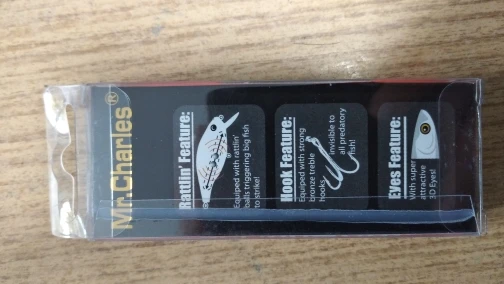 Mr.Charles®
Rattlin' Feature:
Equipped with rattlin'
balls triggering big fish
to strike!
Hook Feature:
Equipped with strong
bronze treble
hooks
invisible to
all predatory
fish!
Eyes Feature:
With super
attractive
3D Eyes!